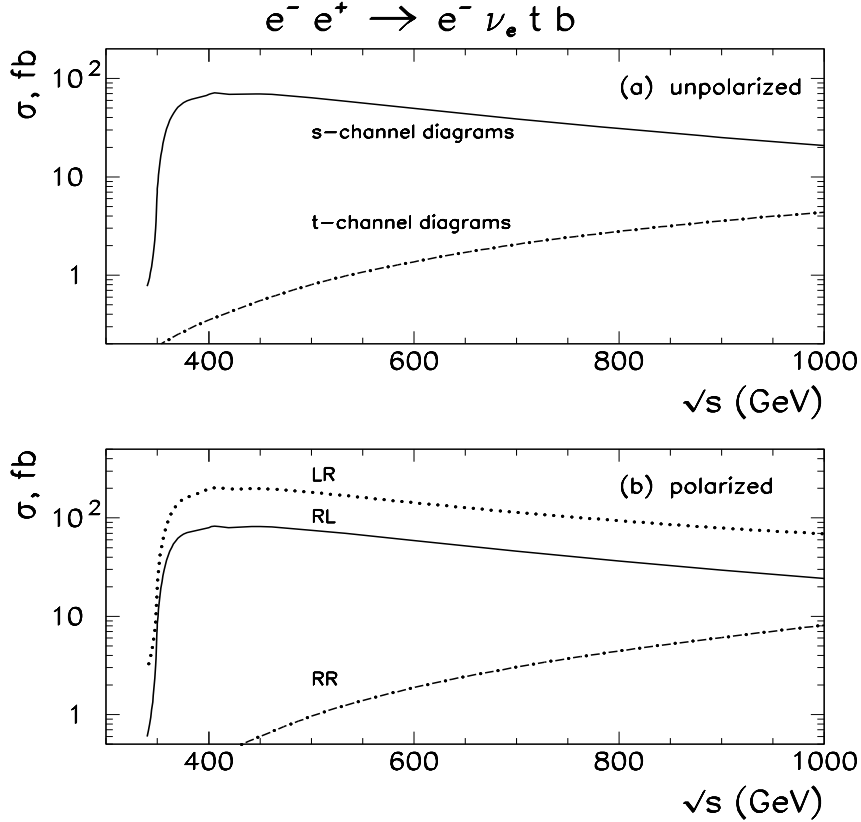 e⁻ e⁺ → e⁻ νₑ t b
σ, fb
10²
10
1
(a) unpolarized
s−channel diagrams
t−channel diagrams
400 600 800 1000
√s (GeV)
σ, fb
10²
10
1
LR
(b) polarized
RL
RR
400 600 800 1000
√s (GeV)